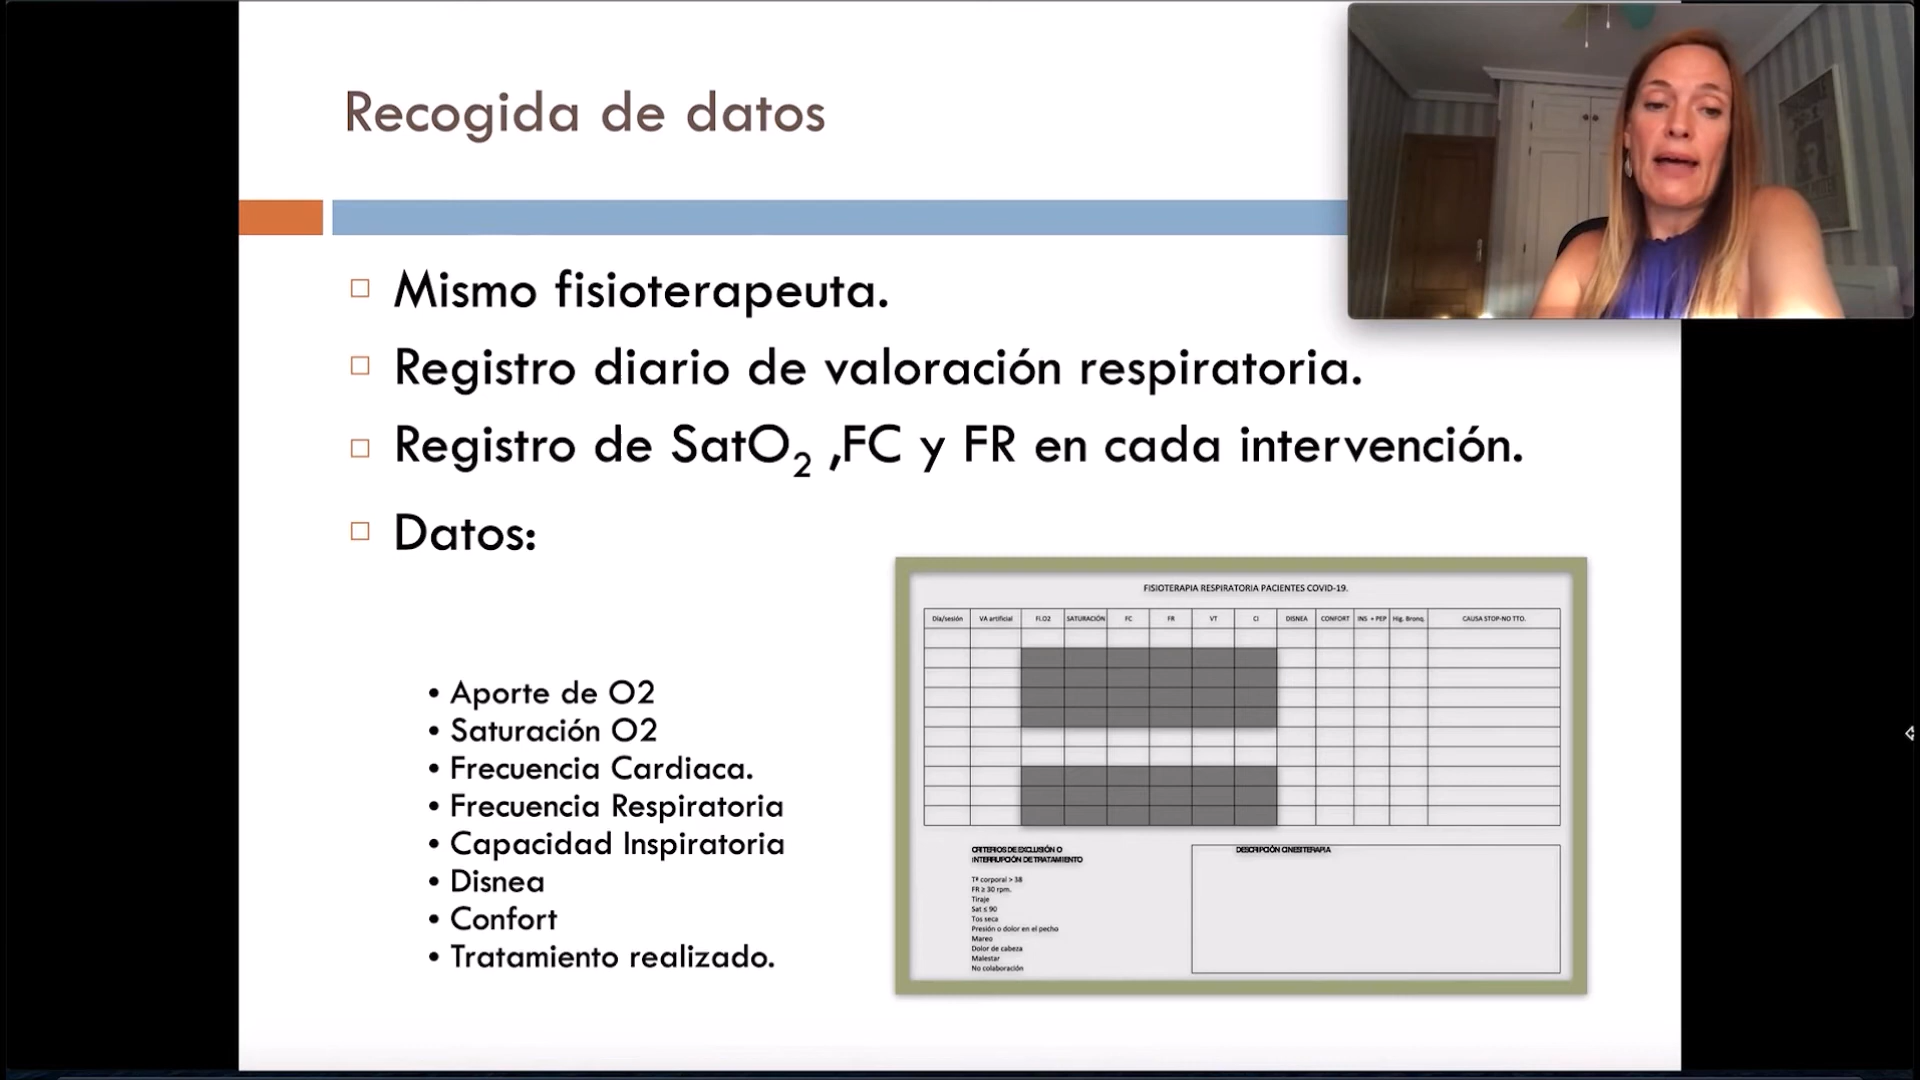 Recogida de datos
Mismo fisioterapeuta.
Registro diario de valoración respiratoria.
Registro de SatO2 ,FC y FR en cada intervención.
Datos:
• Aporte de O2
• Saturación O2
• Frecuencia Cardiaca.
• Frecuencia Respiratoria
• Capacidad Inspiratoria
• Disnea
• Confort
• Tratamiento realizado.
FISIOTERAPIA RESPIRATORIA PACIENTES COVID-19.
Día/sesión VA artificial FI.O2 SATURACIÓN FC FR VT CI DISNEA CONFORT INS + PEP Hig. Bronq. CAUSA STOP-NO TTO.
CRITERIOS DE EXCLUSIÓN O
INTERRUPCIÓN DE TRATAMIENTO
Tª corporal > 38
FR ≥ 30 rpm.
Tiraje
Sat ≤ 90
Tos seca
Presión o dolor en el pecho
Mareo
Dolor de cabeza
Malestar
No colaboración
DESCRIPCIÓN CINESITERAPIA